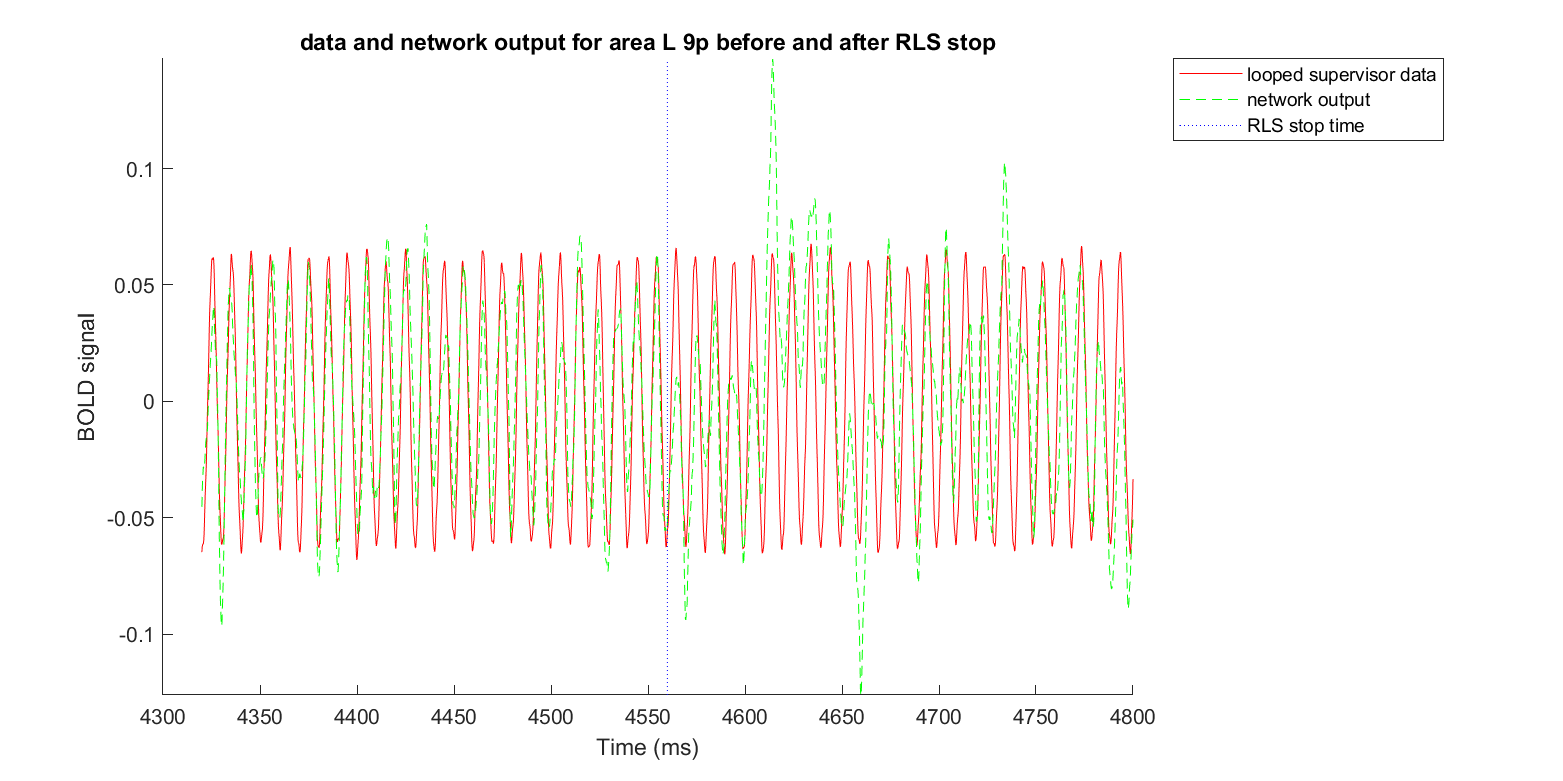 data and network output for area L 9p before and after RLS stop
looped supervisor data
network output
RLS stop time
0.1
0.05
0
-0.05
-0.1
BOLD signal
4300 4350 4400 4450 4500 4550 4600 4650 4700 4750 4800
Time (ms)